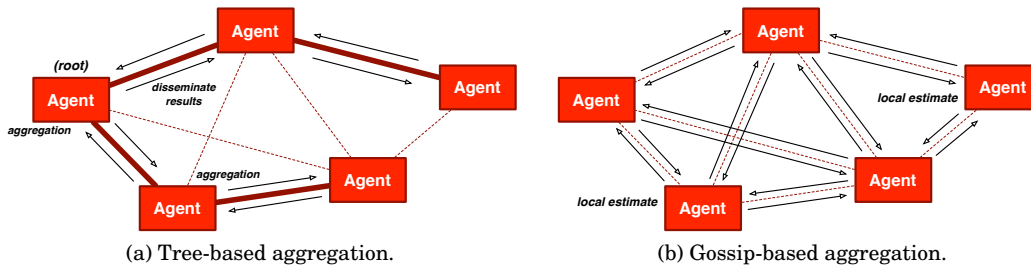 Agent
(root)
Agent
disseminate
results
Agent
aggregation
aggregation
Agent
Agent
(a) Tree-based aggregation.
Agent
Agent
Agent
local estimate
Agent
local estimate
Agent
(b) Gossip-based aggregation.